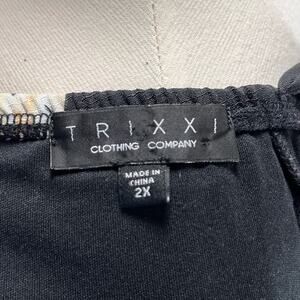 TRIXXI
CLOTHING COMPANY
MADE IN
CHINA
2X